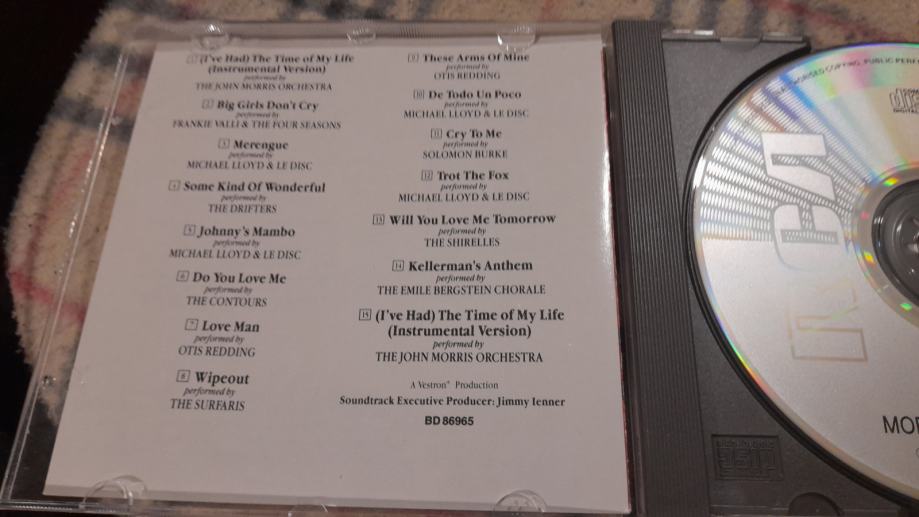 1 (I've Had) The Time of My Life
(Instrumental Version)
performed by
THE JOHN MORRIS ORCHESTRA
2 Big Girls Don't Cry
performed by
FRANKIE VALLI & THE FOUR SEASONS
3 Merengue
performed by
MICHAEL LLOYD & LE DISC
4 Some Kind Of Wonderful
performed by
THE DRIFTERS
5 Johnny's Mambo
performed by
MICHAEL LLOYD & LE DISC
6 Do You Love Me
performed by
THE CONTOURS
7 Love Man
performed by
OTIS REDDING
8 Wipeout
performed by
THE SURFARIS
9 These Arms Of Mine
performed by
OTIS REDDING
10 De Todo Un Poco
performed by
MICHAEL LLOYD & LE DISC
11 Cry To Me
performed by
SOLOMON BURKE
12 Trot The Fox
performed by
MICHAEL LLOYD & LE DISC
13 Will You Love Me Tomorrow
performed by
THE SHIRELLES
14 Kellerman's Anthem
performed by
THE EMILE BERGSTEIN CHORALE
15 (I've Had) The Time of My Life
(Instrumental Version)
performed by
THE JOHN MORRIS ORCHESTRA
A Vestron® Production
Soundtrack Executive Producer: Jimmy Ienner
BD 86965
COPYING, PUBLIC
RCA